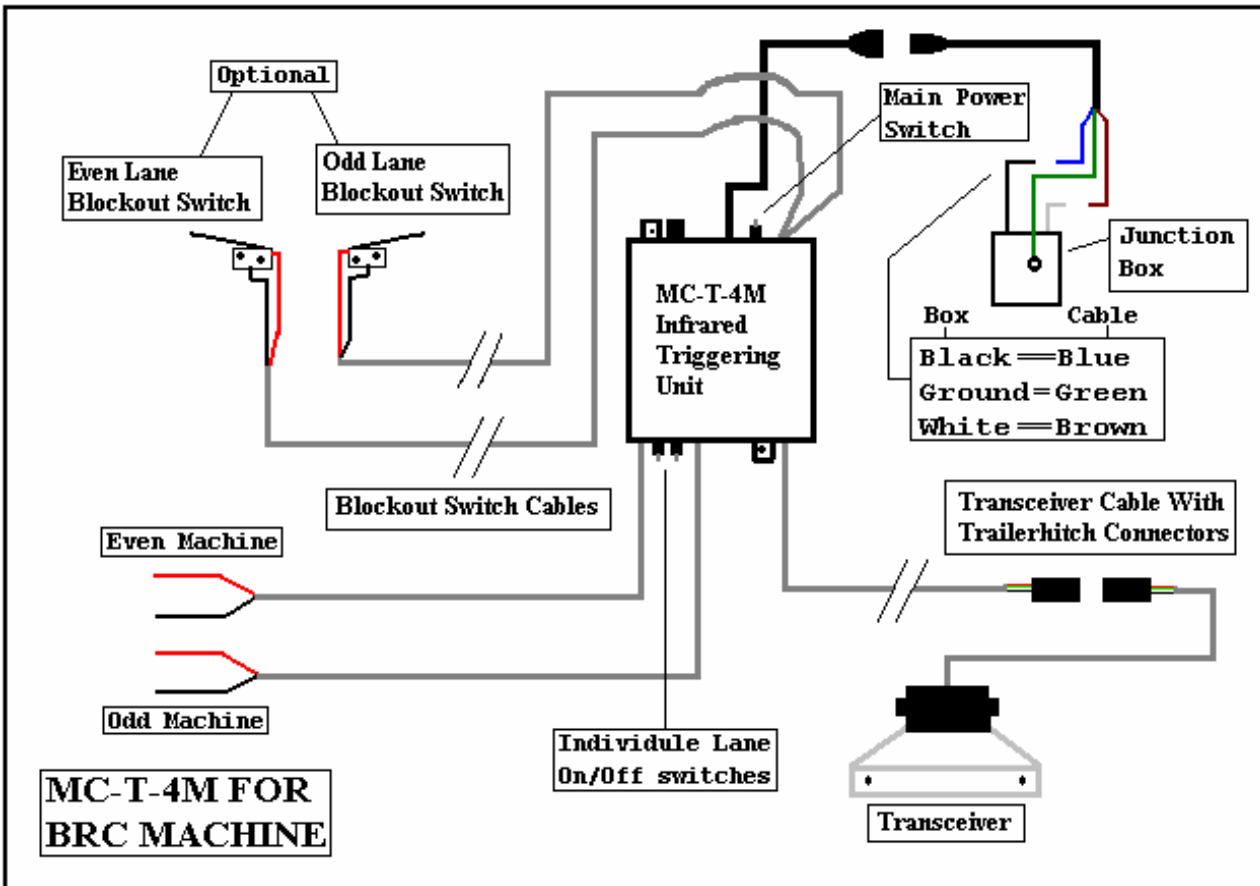 Optional
Even Lane
Blockout Switch
Odd Lane
Blockout Switch
Main Power
Switch
Junction
Box
MC-T-4M
Infrared
Triggering
Unit
Box Cable
Black==Blue
Ground=Green
White==Brown
Blockout Switch Cables
Transceiver Cable With
Trailerhitch Connectors
Even Machine
Odd Machine
Individule Lane
On/Off switches
Transceiver
MC-T-4M FOR
BRC MACHINE